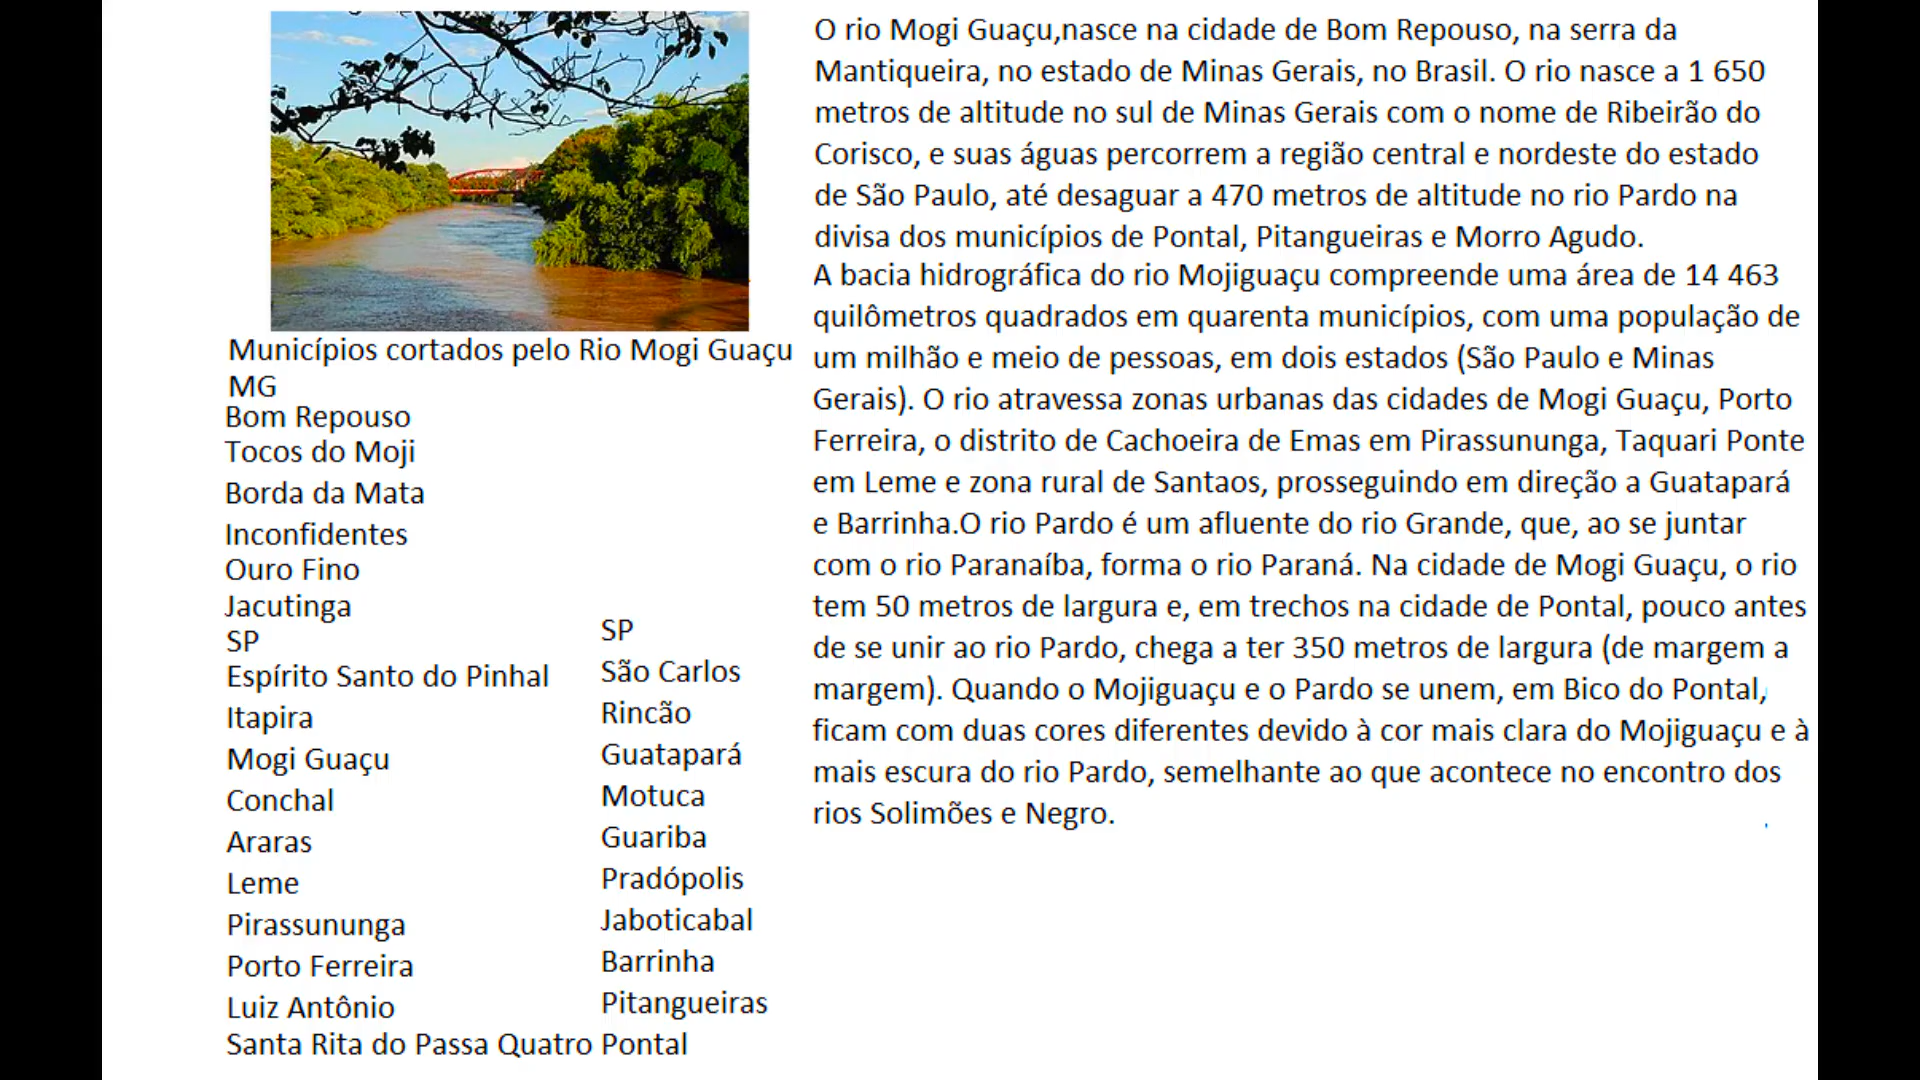 Municípios cortados pelo Rio Mogi Guaçu
MG
Bom Repouso
Tocos do Moji
Borda da Mata
Inconfidentes
Ouro Fino
Jacutinga
SP
Espírito Santo do Pinhal
Itapira
Mogi Guaçu
Conchal
Araras
Leme
Pirassununga
Porto Ferreira
Luiz Antônio
Santa Rita do Passa Quatro
SP
São Carlos
Rincão
Guatapará
Motuca
Guariba
Pradópolis
Jaboticabal
Barrinha
Pitangueiras
Pontal
O rio Mogi Guaçu,nasce na cidade de Bom Repouso, na serra da
Mantiqueira, no estado de Minas Gerais, no Brasil. O rio nasce a 1 650
metros de altitude no sul de Minas Gerais com o nome de Ribeirão do
Corisco, e suas águas percorrem a região central e nordeste do estado
de São Paulo, até desaguar a 470 metros de altitude no rio Pardo na
divisa dos municípios de Pontal, Pitangueiras e Morro Agudo.
A bacia hidrográfica do rio Mojiguaçu compreende uma área de 14 463
quilômetros quadrados em quarenta municípios, com uma população de
um milhão e meio de pessoas, em dois estados (São Paulo e Minas
Gerais). O rio atravessa zonas urbanas das cidades de Mogi Guaçu, Porto
Ferreira, o distrito de Cachoeira de Emas em Pirassununga, Taquari Ponte
em Leme e zona rural de Santaos, prosseguindo em direção a Guatapará
e Barrinha.O rio Pardo é um afluente do rio Grande, que, ao se juntar
com o rio Paranaíba, forma o rio Paraná. Na cidade de Mogi Guaçu, o rio
tem 50 metros de largura e, em trechos na cidade de Pontal, pouco antes
de se unir ao rio Pardo, chega a ter 350 metros de largura (de margem a
margem). Quando o Mojiguaçu e o Pardo se unem, em Bico do Pontal,
ficam com duas cores diferentes devido à cor mais clara do Mojiguaçu e à
mais escura do rio Pardo, semelhante ao que acontece no encontro dos
rios Solimões e Negro.